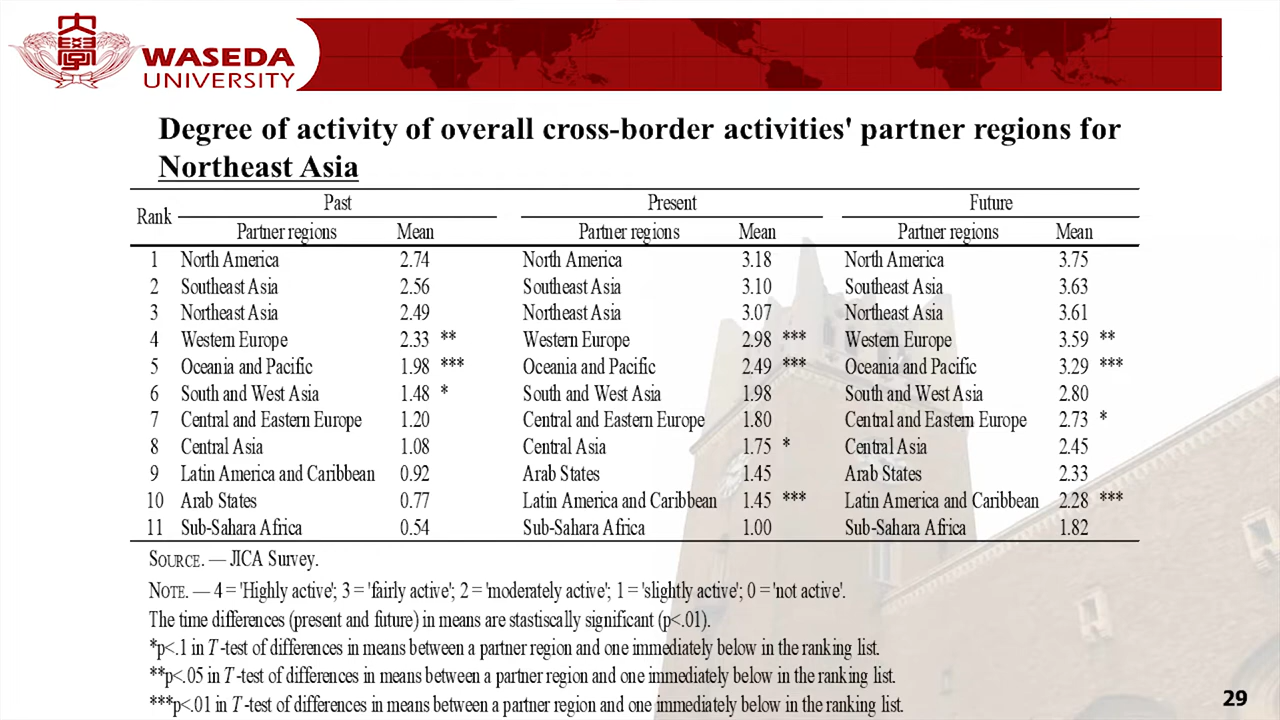 WASEDA
UNIVERSITY
Degree of activity of overall cross-border activities' partner regions for
Northeast Asia
Rank Past Present Future
Partner regions Mean Partner regions Mean Partner regions Mean
1 North America 2.74 North America 3.18 North America 3.75
2 Southeast Asia 2.56 Southeast Asia 3.10 Southeast Asia 3.63
3 Northeast Asia 2.49 Northeast Asia 3.07 Northeast Asia 3.61
4 Western Europe 2.33 ** Western Europe 2.98 *** Western Europe 3.59 **
5 Oceania and Pacific 1.98 *** Oceania and Pacific 2.49 *** Oceania and Pacific 3.29 ***
6 South and West Asia 1.48 * South and West Asia 1.98 South and West Asia 2.80
7 Central and Eastern Europe 1.20 Central and Eastern Europe 1.80 Central and Eastern Europe 2.73 *
8 Central Asia 1.08 Central Asia 1.75 * Central Asia 2.45
9 Latin America and Caribbean 0.92 Arab States 1.45 Arab States 2.33
10 Arab States 0.77 Latin America and Caribbean 1.45 *** Latin America and Caribbean 2.28 ***
11 Sub-Sahara Africa 0.54 Sub-Sahara Africa 1.00 Sub-Sahara Africa 1.82
SOURCE. — JICA Survey.
NOTE. — 4 = 'Highly active'; 3 = 'fairly active'; 2 = 'moderately active'; 1 = 'slightly active'; 0 = 'not active'.
The time differences (present and future) in means are stastiscally significant (p<.01).
*p<.1 in T-test of differences in means between a partner region and one immediately below in the ranking list.
**p<.05 in T-test of differences in means between a partner region and one immediately below in the ranking list.
***p<.01 in T-test of differences in means between a partner region and one immediately below in the ranking list.
29